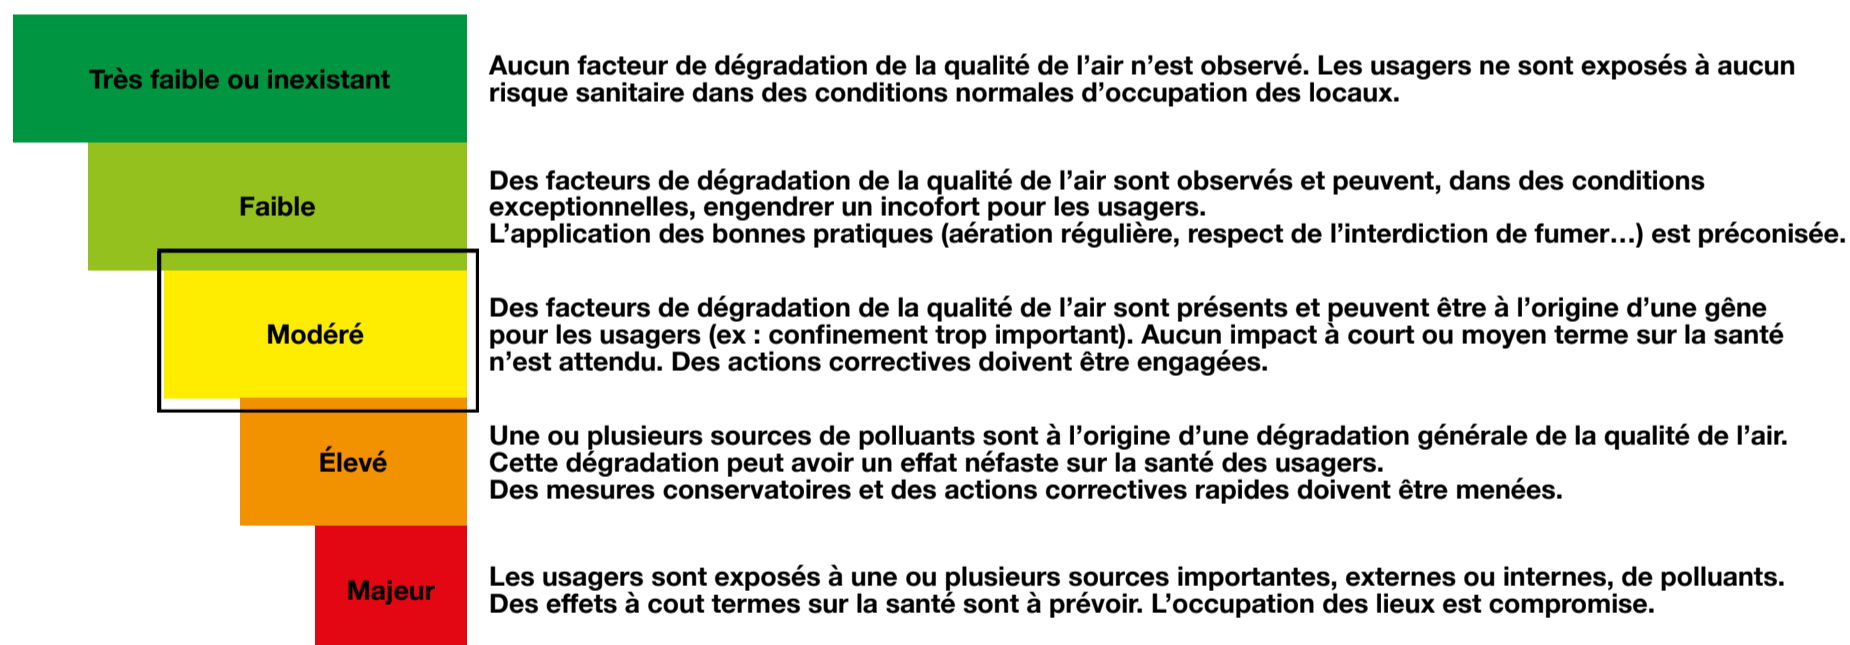 Très faible ou inexistant
Aucun facteur de dégradation de la qualité de l’air n’est observé. Les usagers ne sont exposés à aucun
risque sanitaire dans des conditions normales d’occupation des locaux.
Faible
Des facteurs de dégradation de la qualité de l’air sont observés et peuvent, dans des conditions
exceptionnelles, engendrer un incofort pour les usagers.
L’application des bonnes pratiques (aération régulière, respect de l’interdiction de fumer…) est préconisée.
Modéré
Des facteurs de dégradation de la qualité de l’air sont présents et peuvent être à l’origine d’une gêne
pour les usagers (ex : confinement trop important). Aucun impact à court ou moyen terme sur la santé
n’est attendu. Des actions correctives doivent être engagées.
Élevé
Une ou plusieurs sources de polluants sont à l’origine d’une dégradation générale de la qualité de l’air.
Cette dégradation peut avoir un effat néfaste sur la santé des usagers.
Des mesures conservatoires et des actions correctives rapides doivent être menées.
Majeur
Les usagers sont exposés à une ou plusieurs sources importantes, externes ou internes, de polluants.
Des effets à cout termes sur la santé sont à prévoir. L’occupation des lieux est compromise.